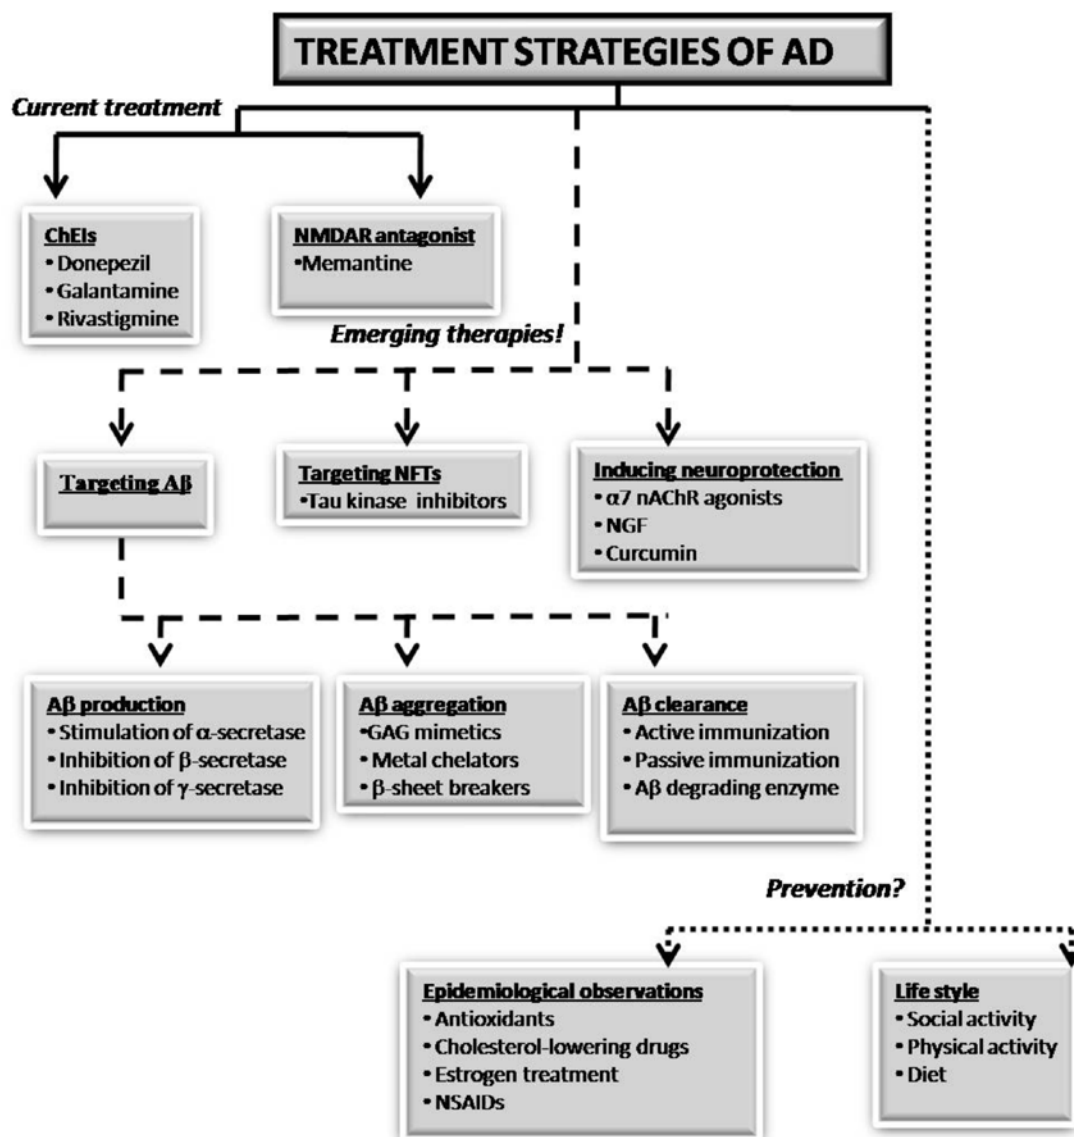 TREATMENT STRATEGIES OF AD
Current treatment
ChEIs
• Donepezil
• Galantamine
• Rivastigmine
NMDAR antagonist
•Memantine
Emerging therapies!
Targeting Aβ
Targeting NFTs
•Tau kinase inhibitors
Inducing neuroprotection
• α7 nAChR agonists
• NGF
• Curcumin
Aβ production
• Stimulation of α-secretase
• Inhibition of β-secretase
• Inhibition of γ-secretase
Aβ aggregation
•GAG mimetics
• Metal chelators
• β-sheet breakers
Aβ clearance
• Active immunization
• Passive immunization
• Aβ degrading enzyme
Prevention?
Epidemiological observations
• Antioxidants
• Cholesterol-lowering drugs
• Estrogen treatment
• NSAIDs
Life style
• Social activity
• Physical activity
• Diet